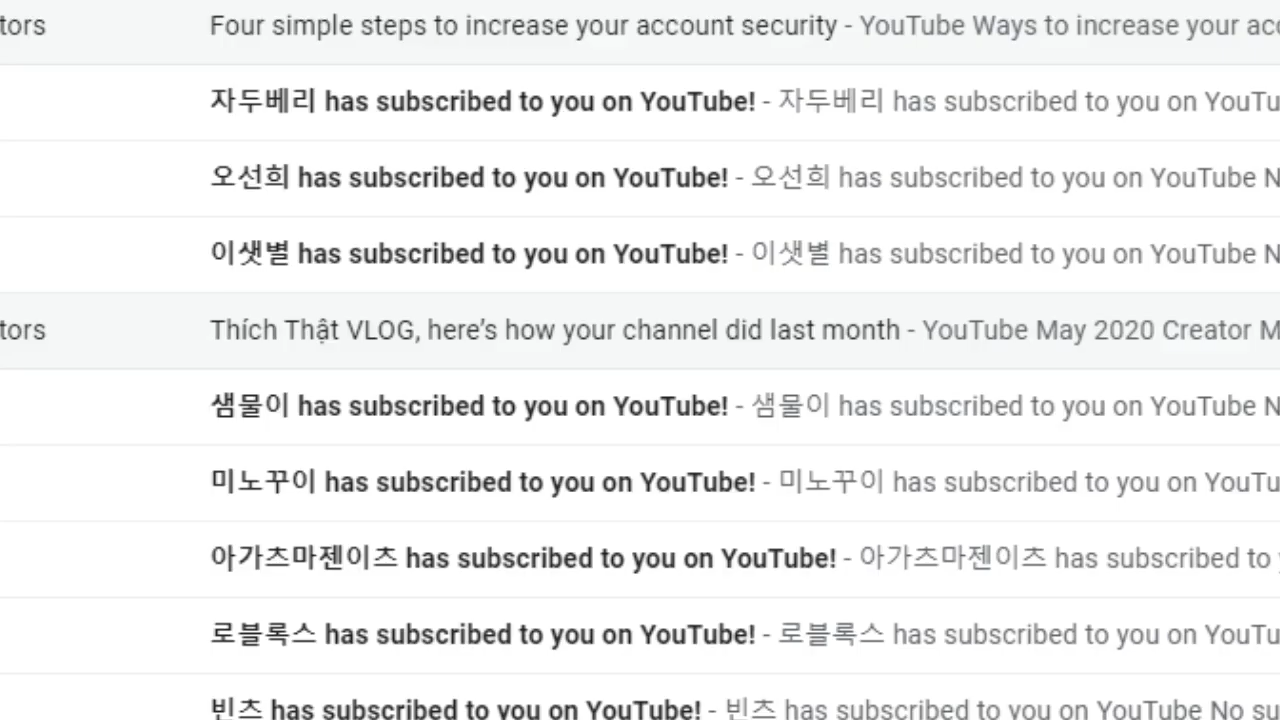 tors Four simple steps to increase your account security - YouTube Ways to increase your acc
자두베리 has subscribed to you on YouTube! - 자두베리 has subscribed to you on YouTu
오선희 has subscribed to you on YouTube! - 오선희 has subscribed to you on YouTube N
이샛별 has subscribed to you on YouTube! - 이샛별 has subscribed to you on YouTube N
tors Thích Thật VLOG, here’s how your channel did last month - YouTube May 2020 Creator M
샘물이 has subscribed to you on YouTube! - 샘물이 has subscribed to you on YouTube N
미노꾸이 has subscribed to you on YouTube! - 미노꾸이 has subscribed to you on YouTu
아가츠마젠이츠 has subscribed to you on YouTube! - 아가츠마젠이츠 has subscribed to
로블록스 has subscribed to you on YouTube! - 로블록스 has subscribed to you on YouTu
빈츠 has subscribed to you on YouTube! - 빈츠 has subscribed to you on YouTube No su